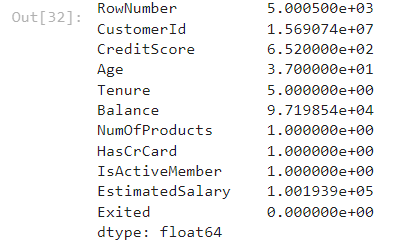 Out[32]:
RowNumber 5.000500e+03
CustomerId 1.569074e+07
CreditScore 6.520000e+02
Age 3.700000e+01
Tenure 5.000000e+00
Balance 9.719854e+04
NumOfProducts 1.000000e+00
HasCrCard 1.000000e+00
IsActiveMember 1.000000e+00
EstimatedSalary 1.001939e+05
Exited 0.000000e+00
dtype: float64